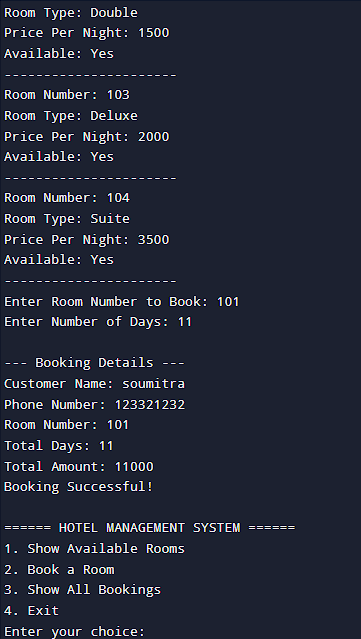 Room Type: Double
Price Per Night: 1500
Available: Yes
----------------------
Room Number: 103
Room Type: Deluxe
Price Per Night: 2000
Available: Yes
----------------------
Room Number: 104
Room Type: Suite
Price Per Night: 3500
Available: Yes
----------------------
Enter Room Number to Book: 101
Enter Number of Days: 11
--- Booking Details ---
Customer Name: soumitra
Phone Number: 123321232
Room Number: 101
Total Days: 11
Total Amount: 11000
Booking Successful!
====== HOTEL MANAGEMENT SYSTEM ======
1. Show Available Rooms
2. Book a Room
3. Show All Bookings
4. Exit
Enter your choice: